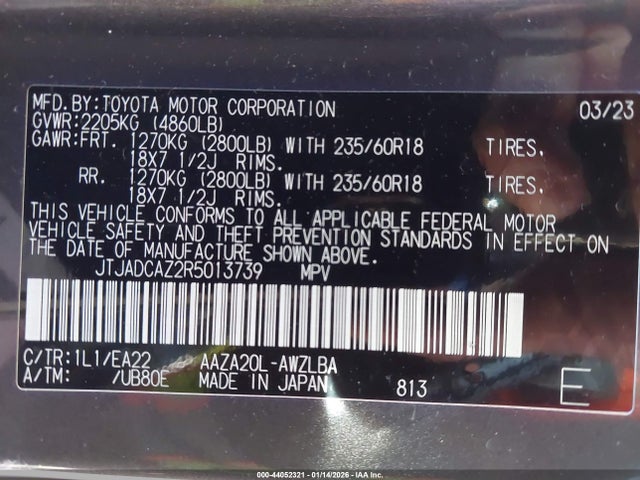 MFD.BY:TOYOTA MOTOR CORPORATION 03/23
GVWR:2205KG (4860LB)
GAWR:FRT. 1270KG (2800LB) WITH 235/60R18 TIRES,
18X7 1/2J RIMS.
RR. 1270KG (2800LB) WITH 235/60R18 TIRES,
18X7 1/2J RIMS.
THIS VEHICLE CONFORMS TO ALL APPLICABLE FEDERAL MOTOR
VEHICLE SAFETY AND THEFT PREVENTION STANDARDS IN EFFECT ON
THE DATE OF MANUFACTURE SHOWN ABOVE.
JTJADCAZ2R5013739 MPV
C/TR:1L1/EA22 AAZA20L-AWZLBA
A/TM: /UB80E MADE IN JAPAN 813 E
000-44052321 - 01/14/2026 - IAA Inc.